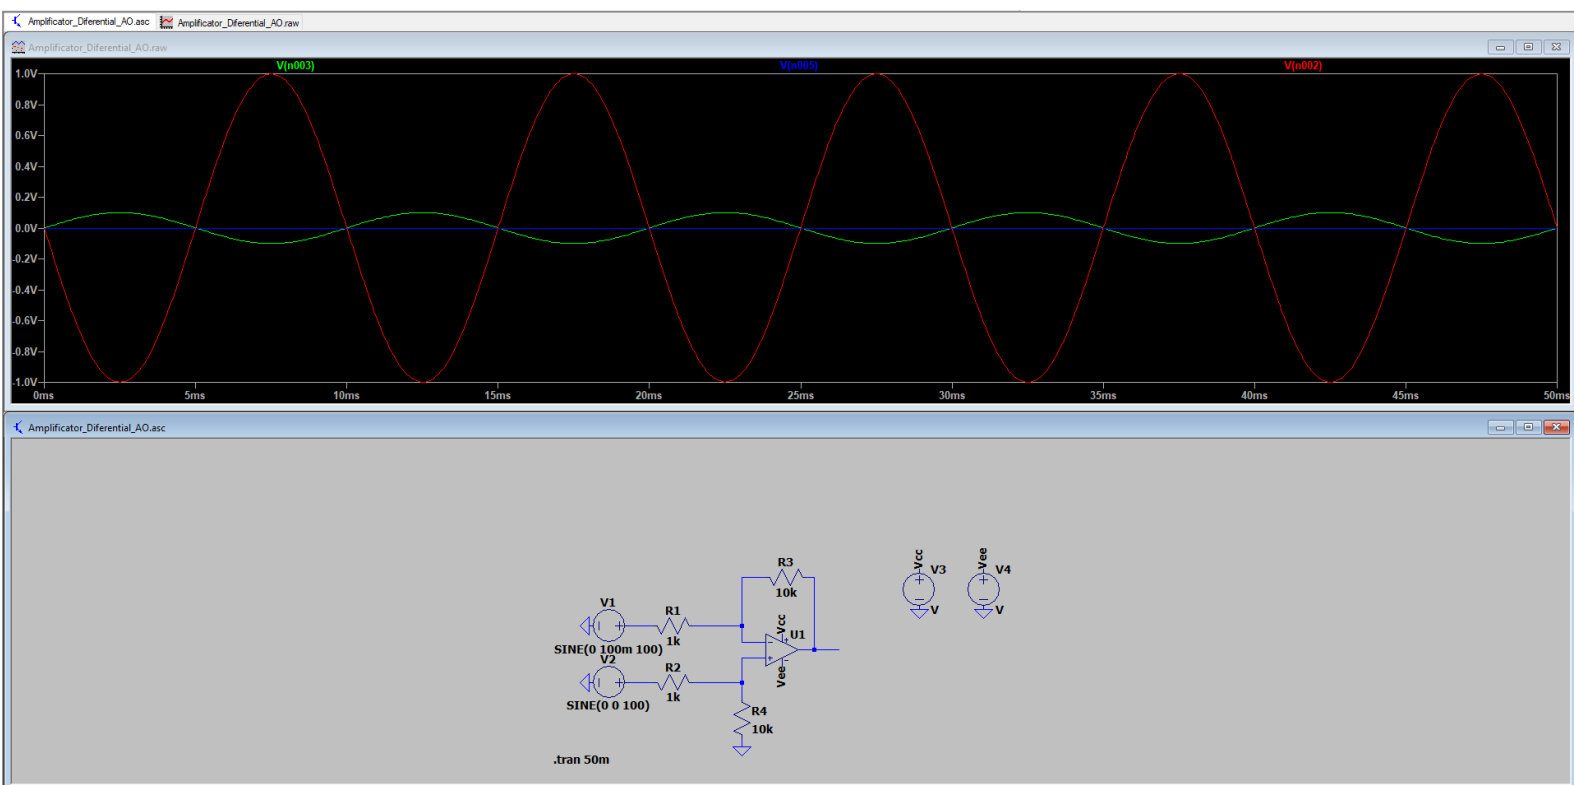 Amplificator_Diferential_AO.asc Amplificator_Diferential_AO.raw
Amplificator_Diferential_AO.raw
V(n003) V(n005) V(n002)
1.0V
0.8V
0.6V
0.4V
0.2V
0.0V
-0.2V
-0.4V
-0.6V
-0.8V
-1.0V
0ms 5ms 10ms 15ms 20ms 25ms 30ms 35ms 40ms 45ms 50ms
Amplificator_Diferential_AO.asc
Vcc Vee
R3 V3 V4
10k
V V
V1 R1 Vcc U1
1k
SINE(0 100m 100)
V2 R2 Vee
1k
SINE(0 0 100)
R4
10k
.tran 50m